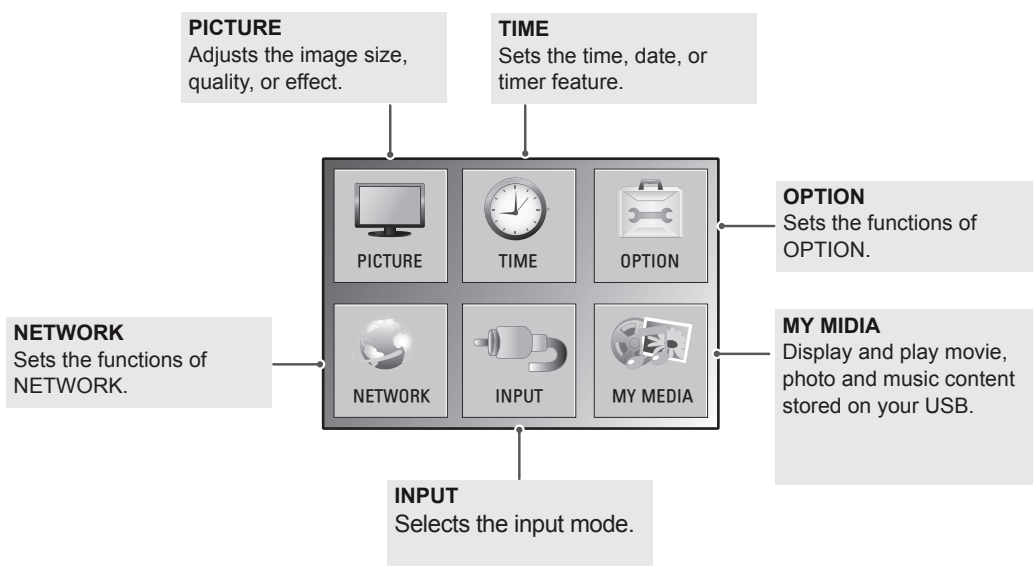 PICTURE
Adjusts the image size,
quality, or effect.
TIME
Sets the time, date, or
timer feature.
PICTURE
TIME
OPTION
OPTION
Sets the functions of
OPTION.
NETWORK
Sets the functions of
NETWORK.
NETWORK
INPUT
MY MEDIA
MY MIDIA
Display and play movie,
photo and music content
stored on your USB.
INPUT
Selects the input mode.